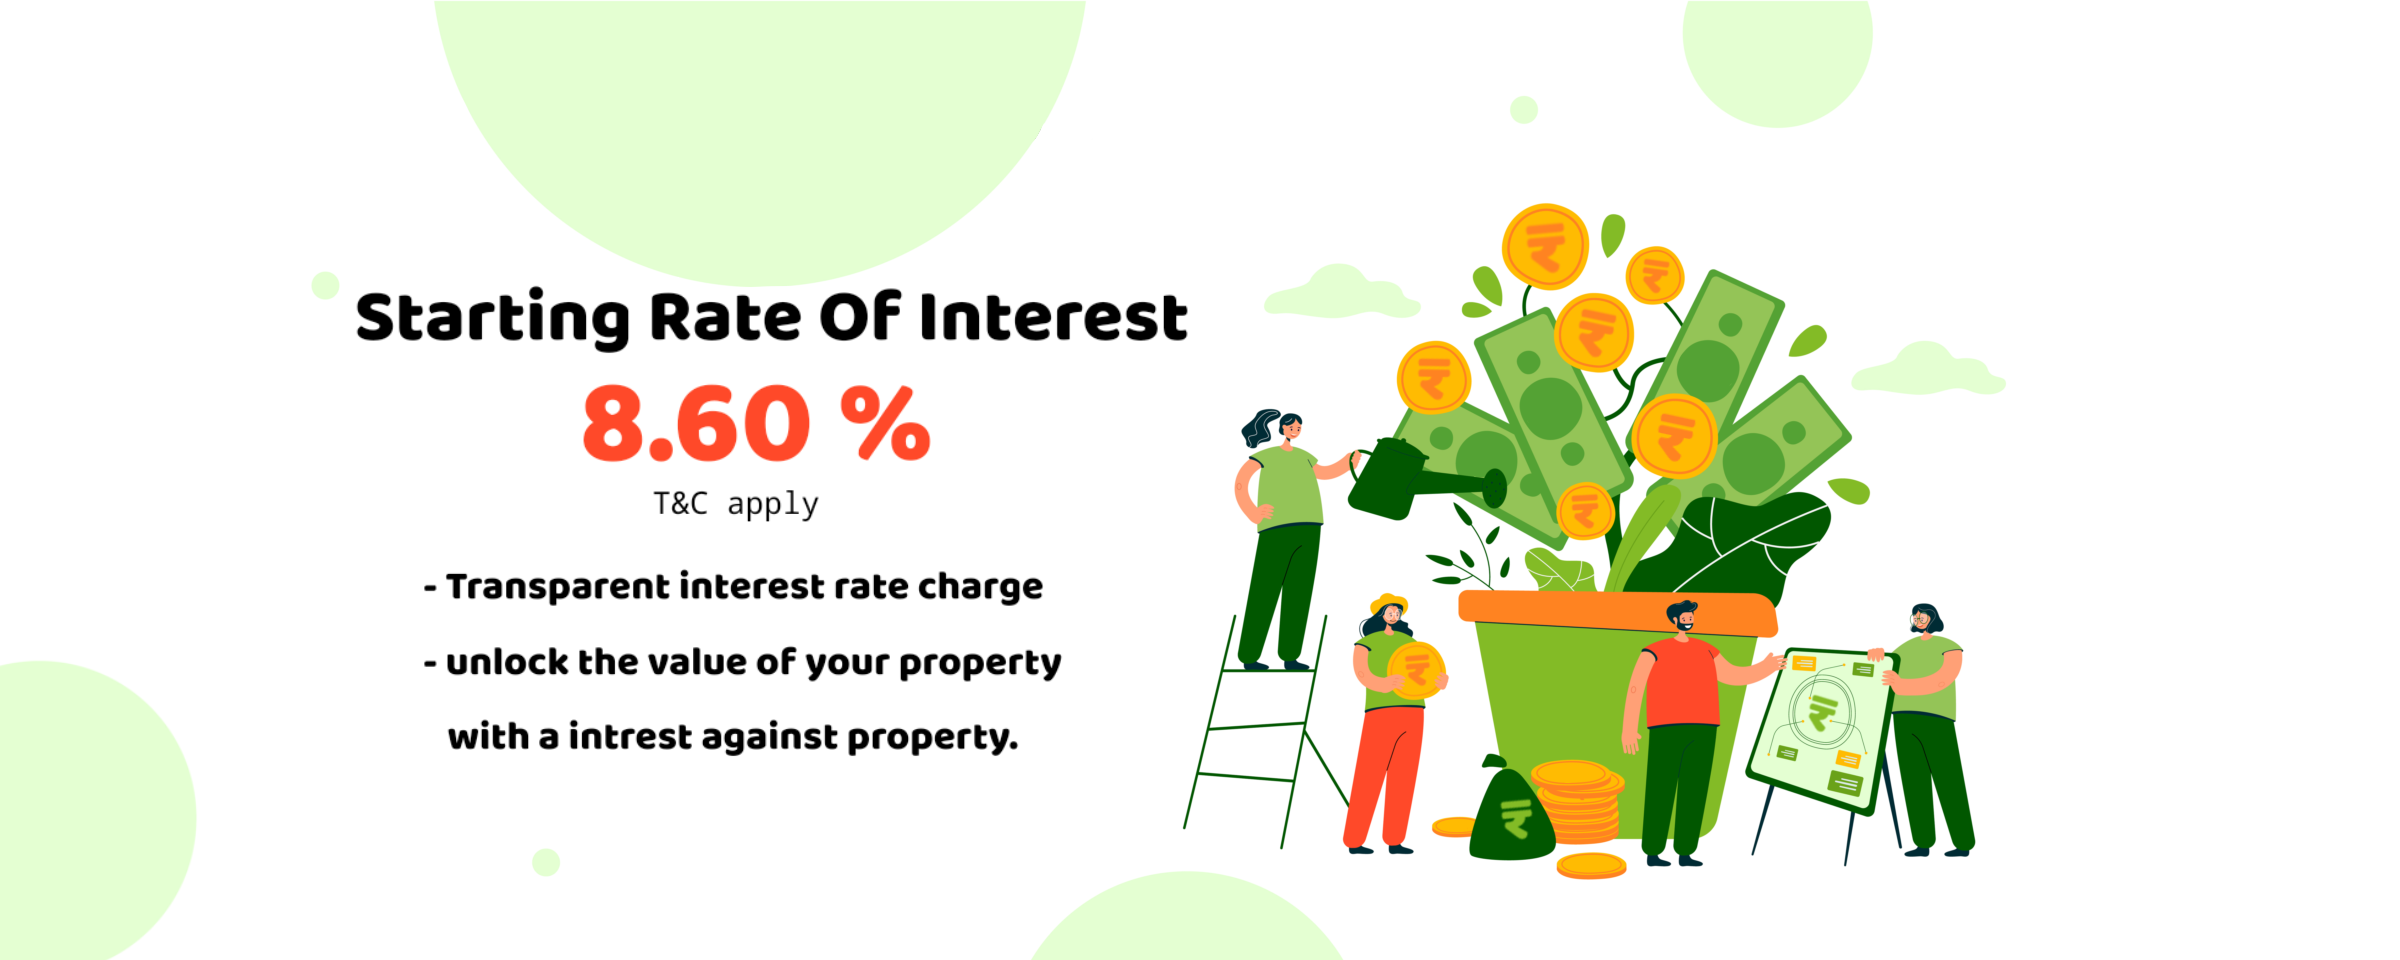 Starting Rate Of Interest
8.60 %
T&C apply
- Transparent interest rate charge
- unlock the value of your property
with a intrest against property.